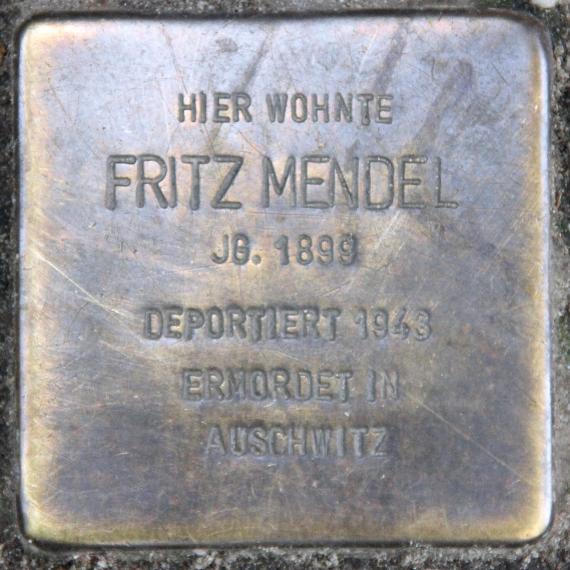 HIER WOHNTE
FRITZ MENDEL
JG. 1899
DEPORTIERT 1943
ERMORDET IN
AUSCHWITZ